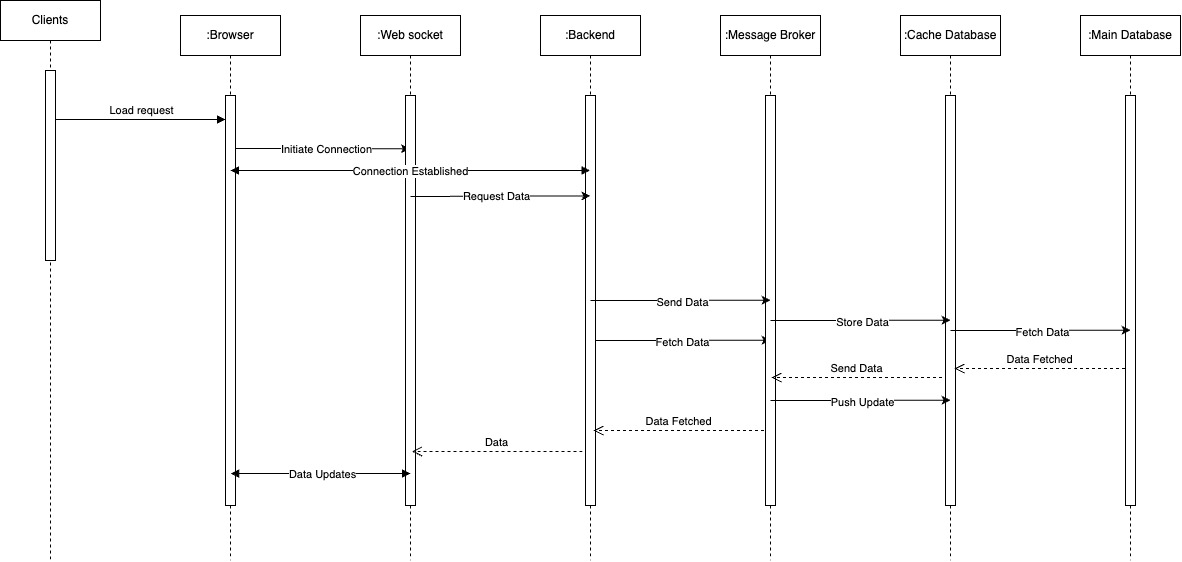 Clients
:Browser
:Web socket
:Backend
:Message Broker
:Cache Database
:Main Database
Load request
Initiate Connection
Connection Established
Request Data
Send Data
Store Data
Fetch Data
Fetch Data
Data Fetched
Send Data
Push Update
Data Fetched
Data
Data Updates